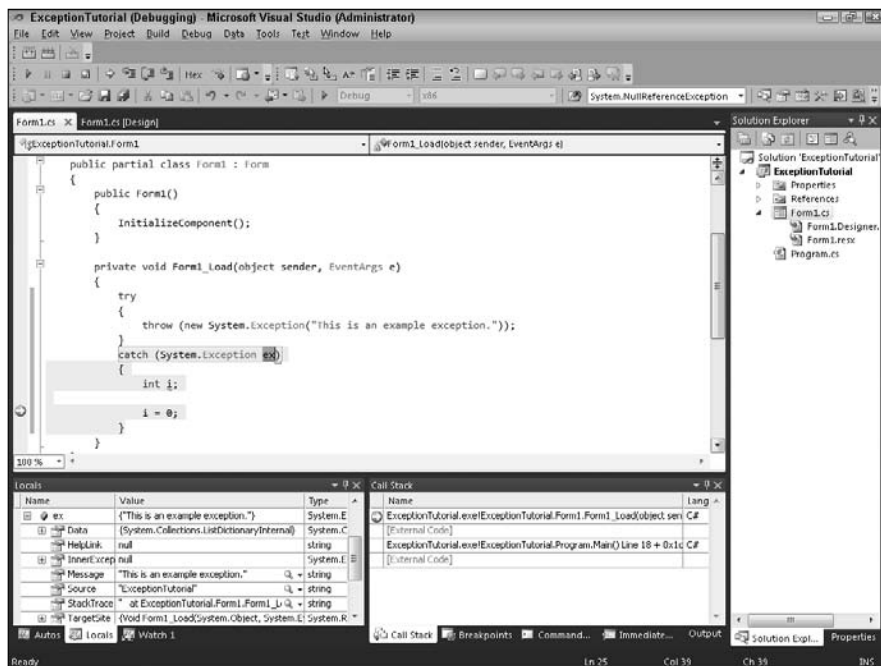 ExceptionTutorial (Debugging) - Microsoft Visual Studio (Administrator)
File Edit View Project Build Debug Data Tools Test Window Help
Hex
Debug x86 System.NullReferenceException
Form1.cs X Form1.cs [Design]
ExceptionTutorial.Form1 Form1_Load(object sender, EventArgs e)
public partial class Form1 : Form
{
public Form1()
{
InitializeComponent();
}
private void Form1_Load(object sender, EventArgs e)
{
try
{
throw (new System.Exception("This is an example exception."));
}
catch (System.Exception ex)
{
int i;
i = 0;
}
}
100 %
Solution Explorer
Solution 'ExceptionTutorial'
ExceptionTutorial
Properties
References
Form1.cs
Form1.Designer.
Form1.resx
Program.cs
Locals
Name Value Type
ex {"This is an example exception."} System.E
Data {System.Collections.ListDictionaryInternal} System.C
HelpLink null string
InnerExcep null System.E
Message "This is an example exception." string
Source "ExceptionTutorial" string
StackTrace " at ExceptionTutorial.Form1.Form1_L string
TargetSite {Void Form1_Load(System.Object, System.E System.R
Autos Locals Watch 1
Call Stack
Name Lang
ExceptionTutorial.exe!ExceptionTutorial.Form1.Form1_Load(object sen C#
[External Code]
ExceptionTutorial.exe!ExceptionTutorial.Program.Main() Line 18 + 0x1d C#
[External Code]
Call Stack Breakpoints Command... Immediate... Output
Solution Expl... Properties
Ready Ln 25 Col 39 Ch 39 INS